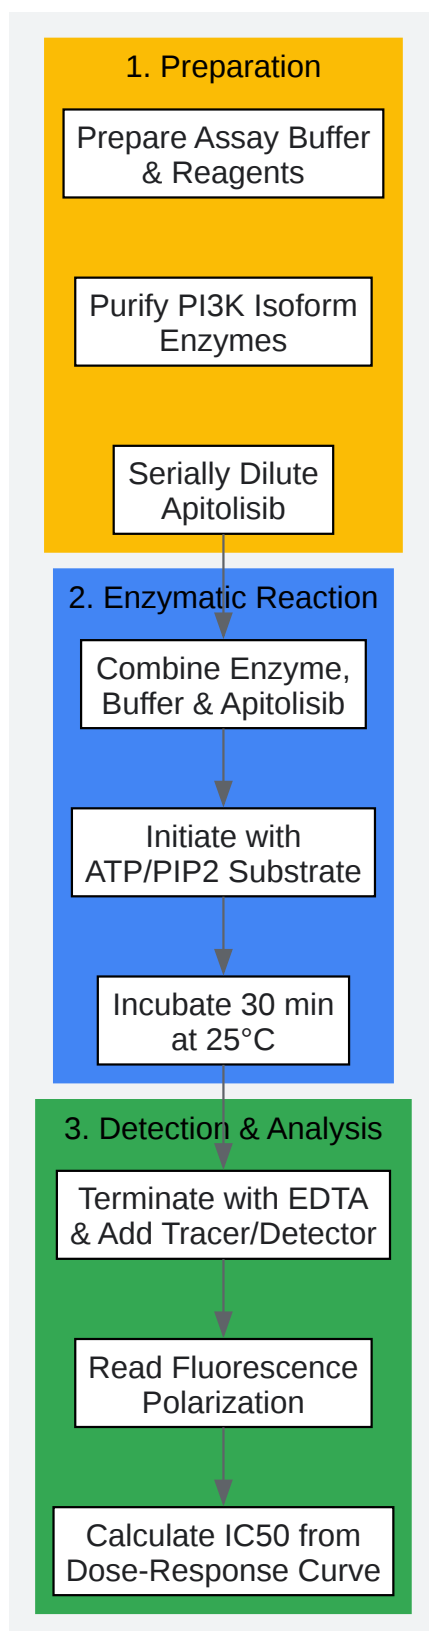 1. Preparation
Prepare Assay Buffer
& Reagents
Purify PI3K Isoform
Enzymes
Serially Dilute
Apitolisib
2. Enzymatic Reaction
Combine Enzyme,
Buffer & Apitolisib
Initiate with
ATP/PIP2 Substrate
Incubate 30 min
at 25°C
3. Detection & Analysis
Terminate with EDTA
& Add Tracer/Detector
Read Fluorescence
Polarization
Calculate IC50 from
Dose-Response Curve